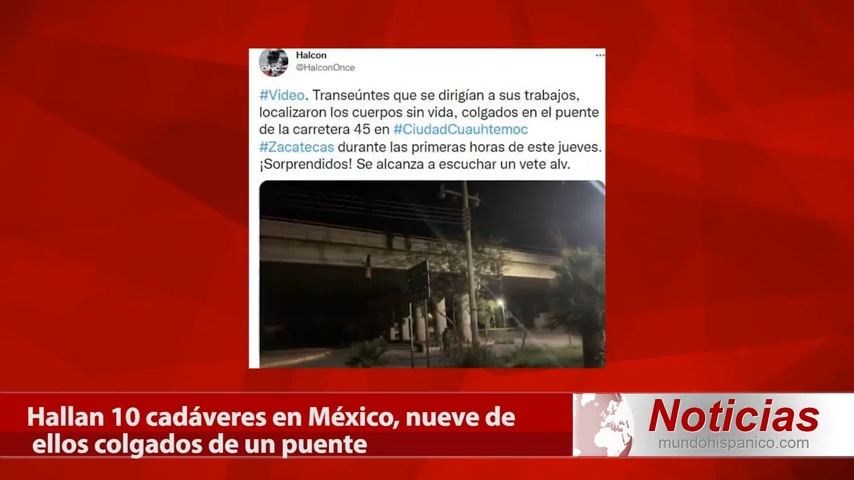 Halcon
@HalconOnce
#Video. Transeúntes que se dirigían a sus trabajos,
localizaron los cuerpos sin vida, colgados en el puente
de la carretera 45 en #CiudadCuauhtemoc
#Zacatecas durante las primeras horas de este jueves.
¡Sorprendidos! Se alcanza a escuchar un vete alv.
Hallan 10 cadáveres en México, nueve de
ellos colgados de un puente
Noticias
mundohispanico.com